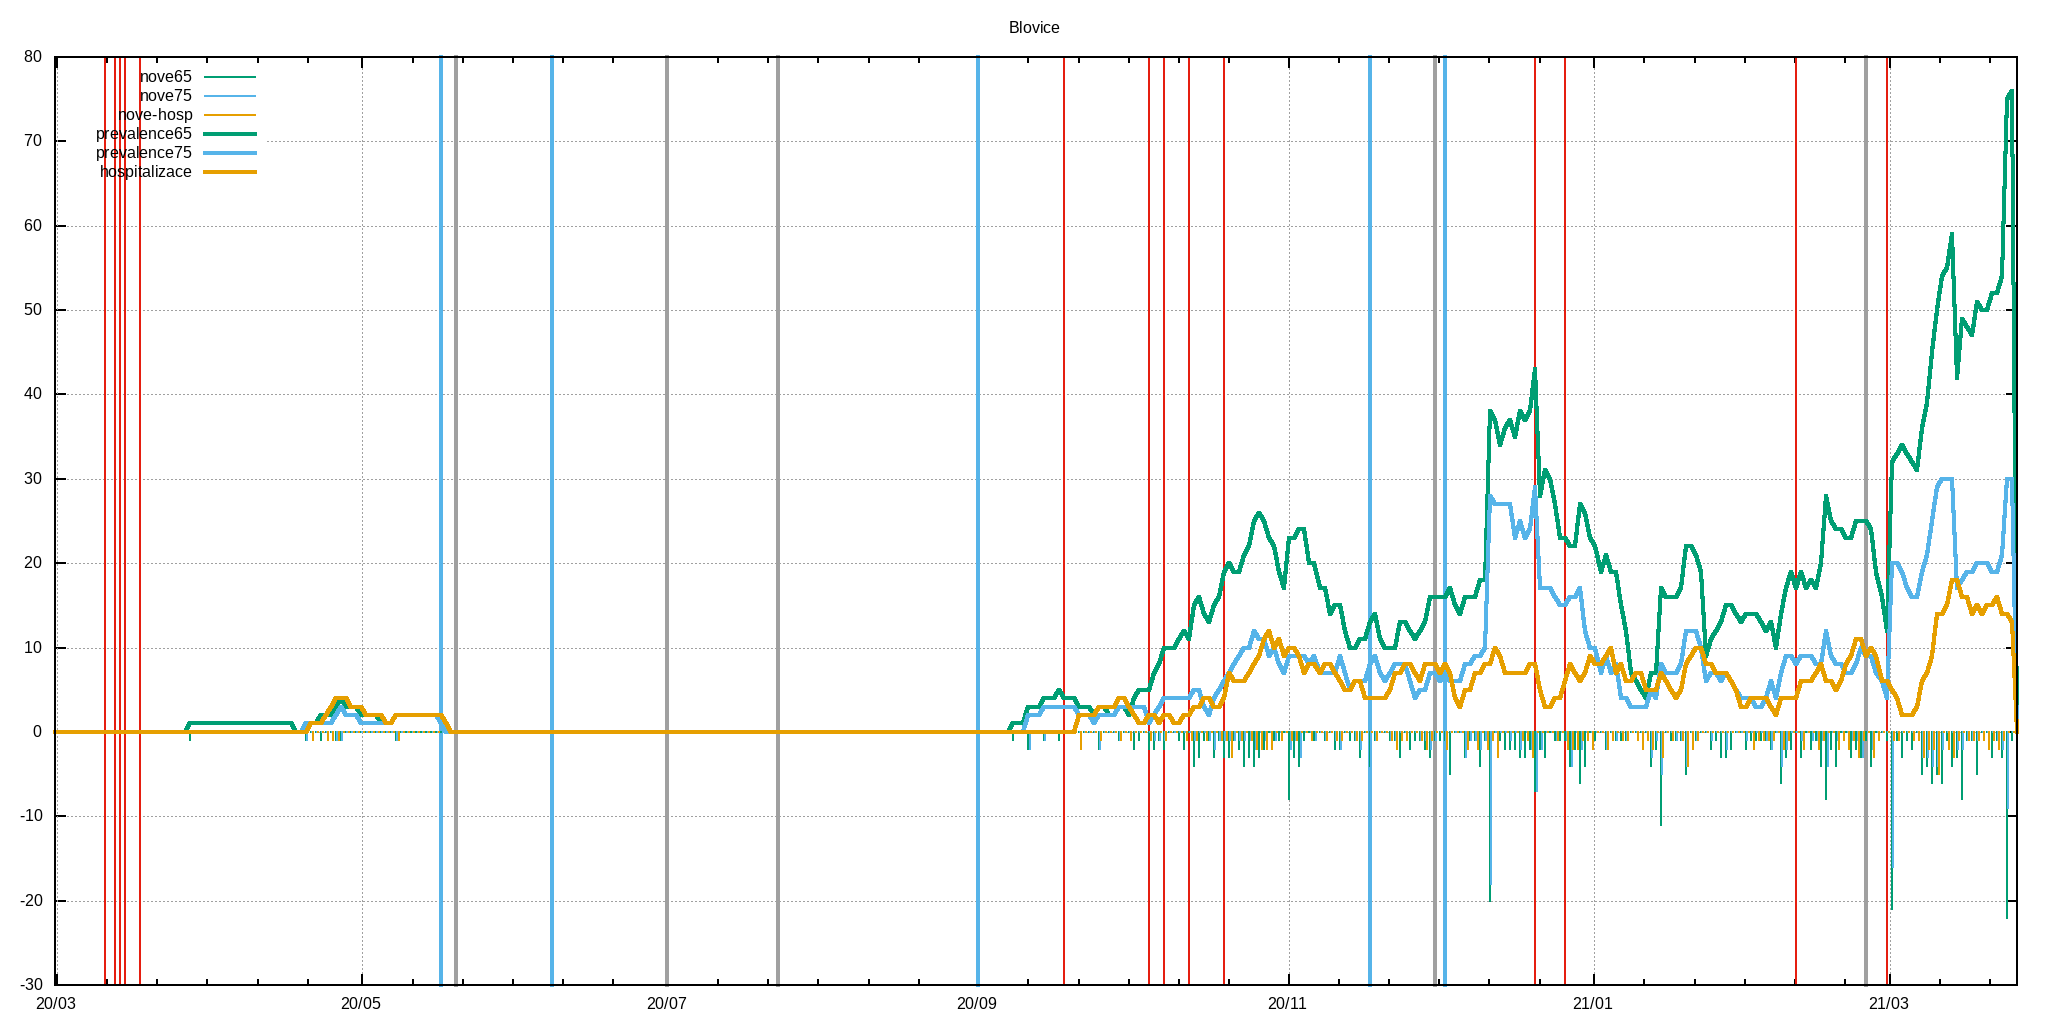 Blovice
80
nove65
nove75
nove-hosp
prevalence65
70
prevalence75
hospitalizace
60
50
40
30
20
10
0
-10
-20
-30
20/03 20/05 20/07 20/09 20/11 21/01 21/03